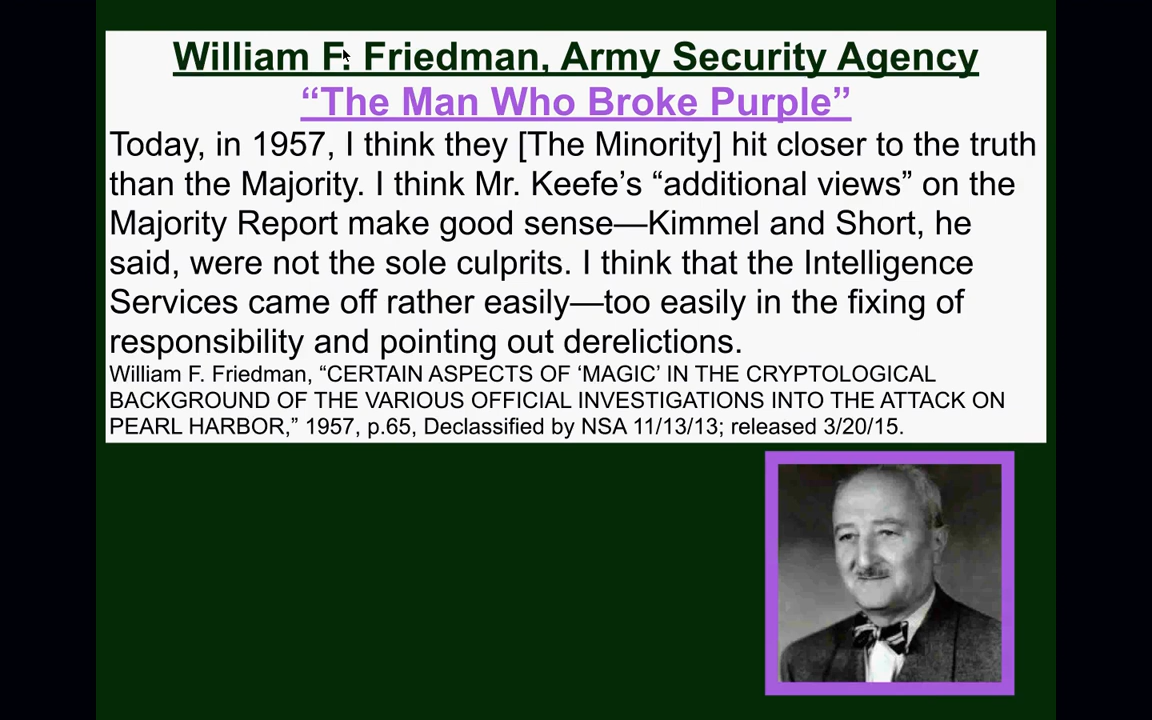 William F. Friedman, Army Security Agency
“The Man Who Broke Purple”
Today, in 1957, I think they [The Minority] hit closer to the truth
than the Majority. I think Mr. Keefe’s “additional views” on the
Majority Report make good sense—Kimmel and Short, he
said, were not the sole culprits. I think that the Intelligence
Services came off rather easily—too easily in the fixing of
responsibility and pointing out derelictions.
William F. Friedman, “CERTAIN ASPECTS OF ‘MAGIC’ IN THE CRYPTOLOGICAL
BACKGROUND OF THE VARIOUS OFFICIAL INVESTIGATIONS INTO THE ATTACK ON
PEARL HARBOR,” 1957, p.65, Declassified by NSA 11/13/13; released 3/20/15.